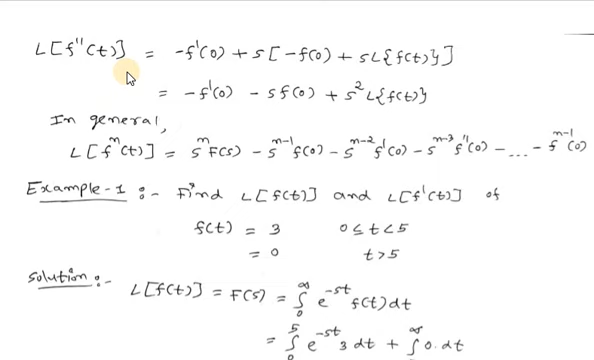 L[f''(t)] = -f'(0) + s[-f(0) + sL{f(t)}]
= -f'(0) - sf(0) + s²L{f(t)}
In general,
L[fⁿ(t)] = sⁿF(s) - sⁿ⁻¹f(0) - sⁿ⁻²f'(0) - sⁿ⁻³f''(0) - .... - fⁿ⁻¹(0)
Example-1 :- Find L[f(t)] and L[f'(t)] of
f(t) = 3 0≤t<5
= 0 t>5
Solution :- L[f(t)] = F(s) = ∫₀^∞ e^-st f(t)dt
= ∫₀^5 e^-st 3 dt + ∫^∞ 0. dt